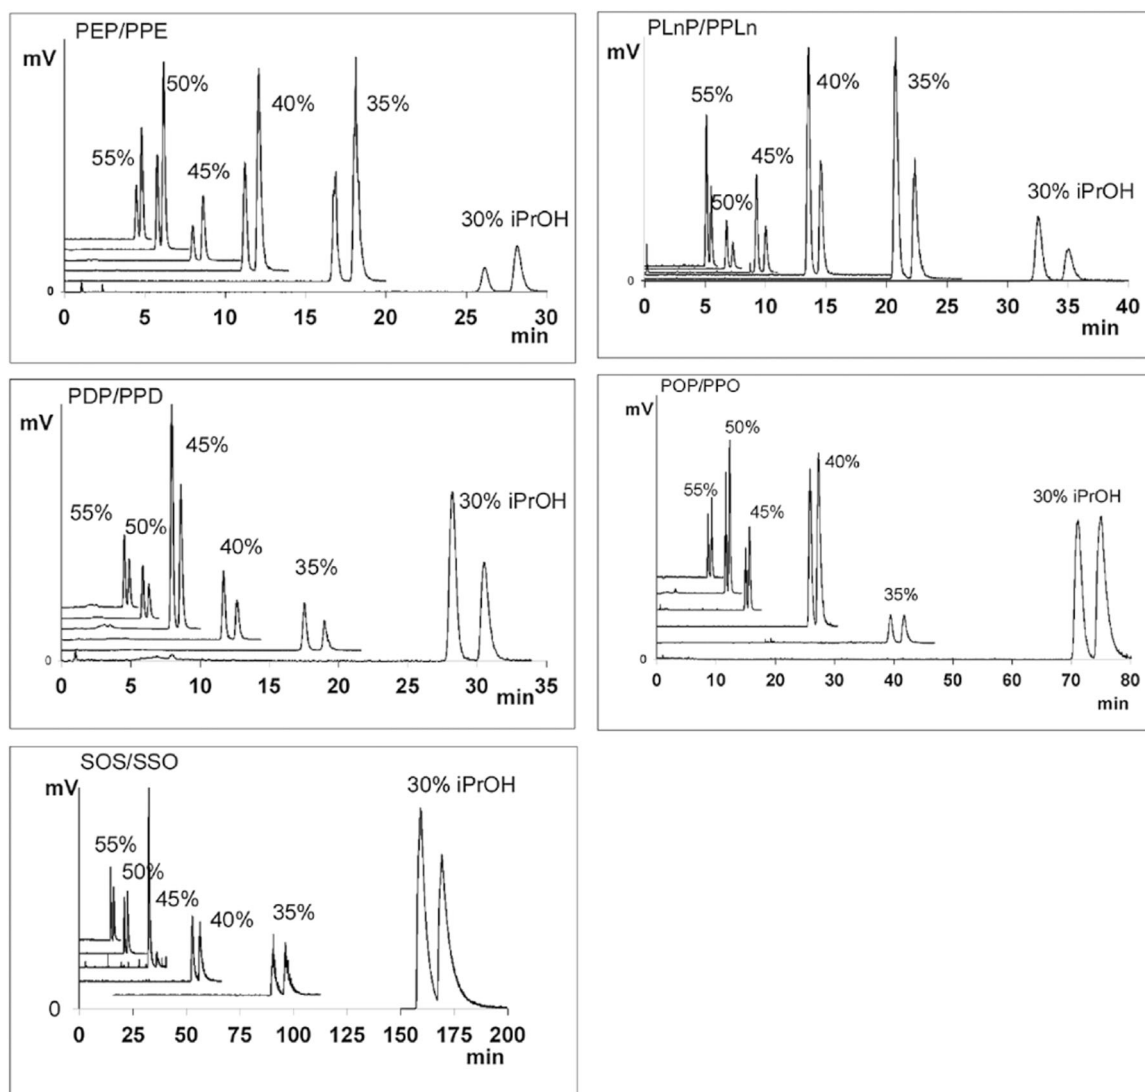 PEP/PPE
mV
50%
40%
35%
55%
45%
30% iPrOH
0
0 5 10 15 20 25 30
min
PLnP/PPLn
mV
40%
35%
55%
45%
50%
30% iPrOH
0
0 5 10 15 20 25 30 35 40
min
PDP/PPD
mV
45%
55%
50%
30% iPrOH
40%
35%
0
0 5 10 15 20 25 30 35
min
POP/PPO
mV
50%
40%
55%
30% iPrOH
45%
35%
0
0 10 20 30 40 50 60 70 80
min
SOS/SSO
mV
30% iPrOH
55%
50%
45%
40%
35%
0
0 25 50 75 100 125 150 175 200
min